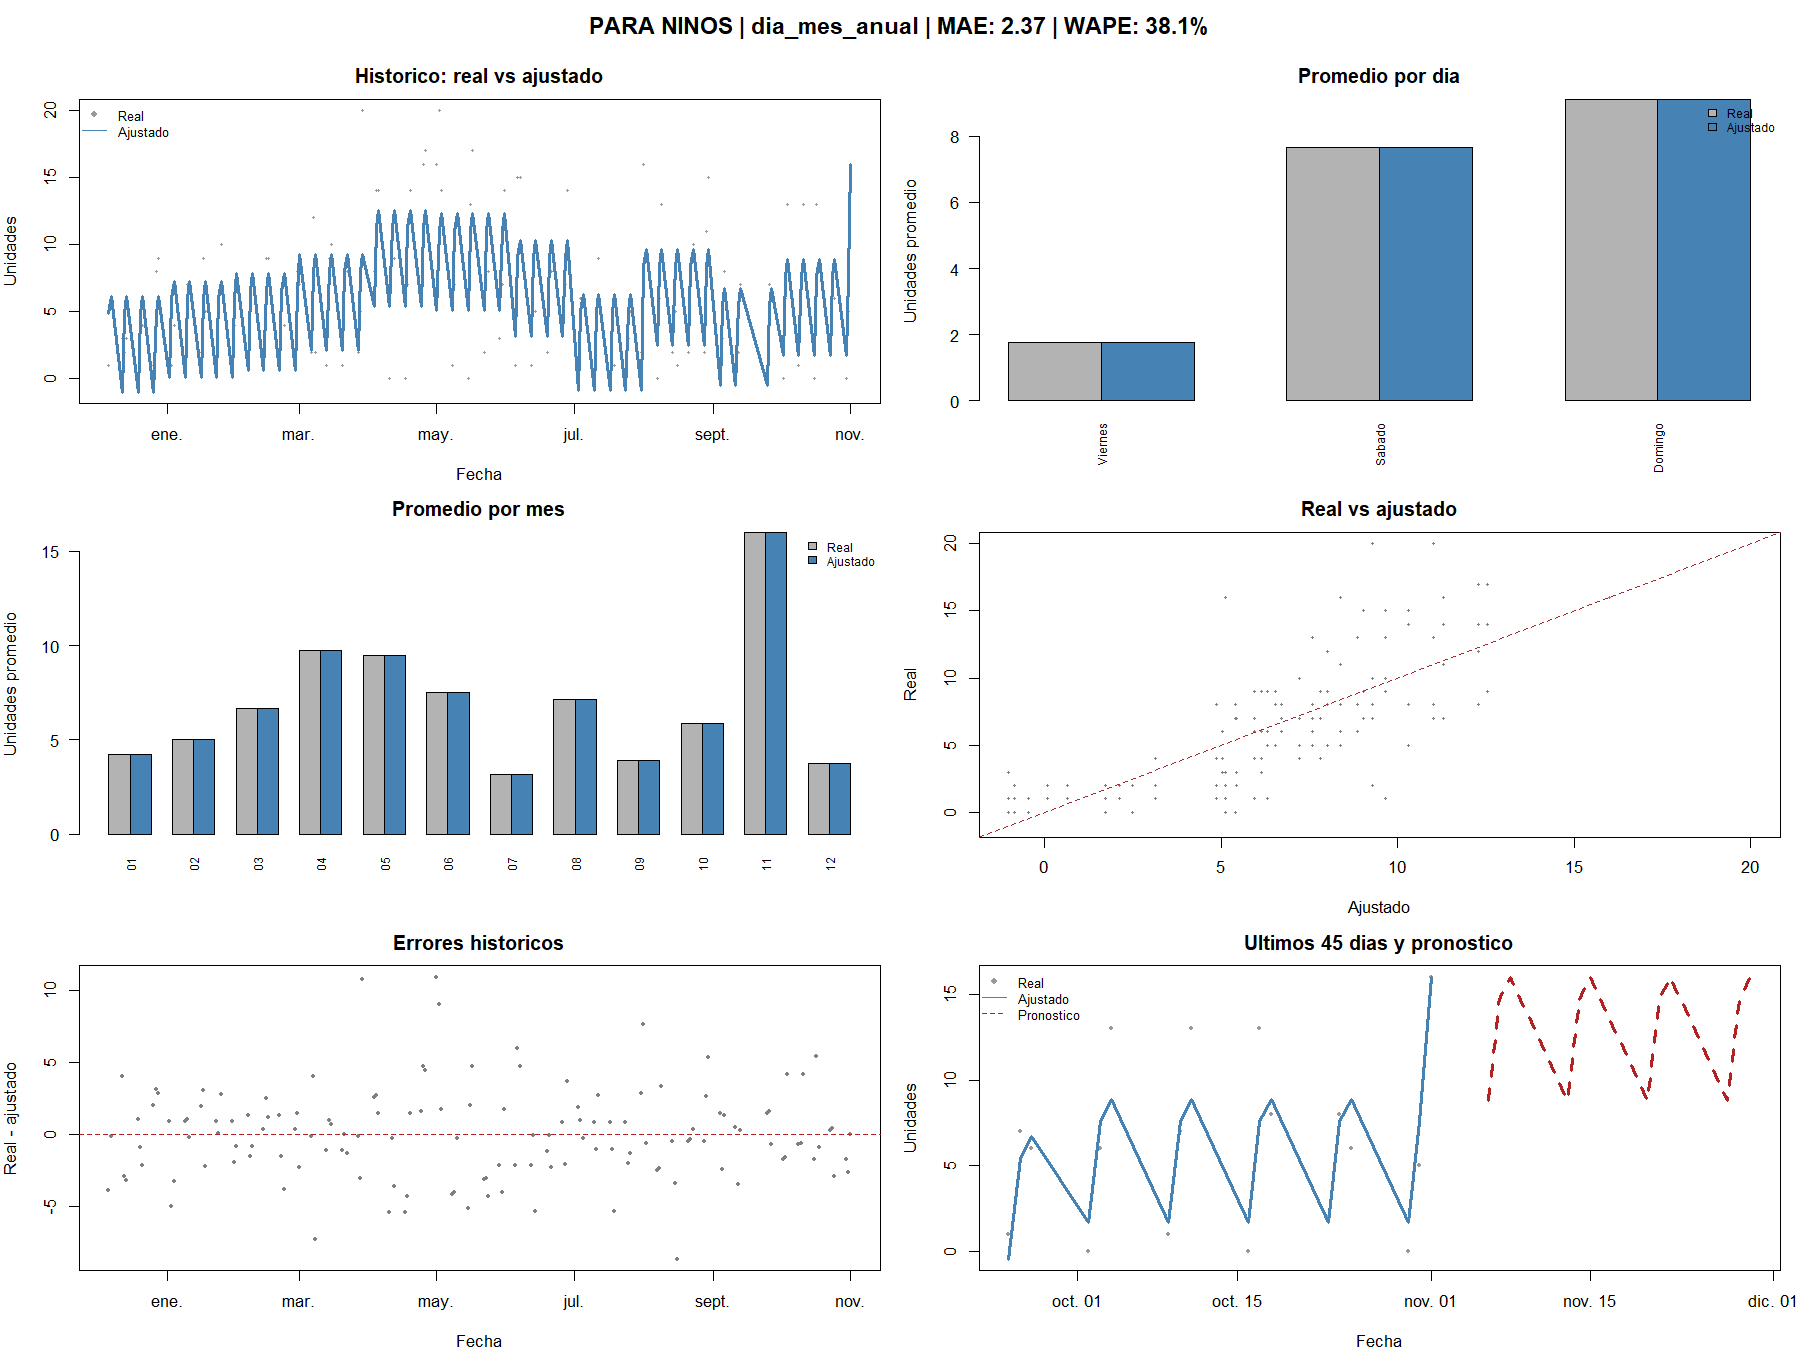 PARA NINOS | dia_mes_anual | MAE: 2.37 | WAPE: 38.1%
Historico: real vs ajustado
Real
Ajustado
Unidades
20
15
10
5
0
ene.
mar.
may.
jul.
sept.
nov.
Fecha
Promedio por dia
Real
Ajustado
Unidades promedio
8
6
4
2
0
Viernes
Sabado
Domingo
Promedio por mes
Real
Ajustado
Unidades promedio
15
10
5
0
01
02
03
04
05
06
07
08
09
10
11
12
Real vs ajustado
Real
20
15
10
5
0
0
5
10
15
20
Ajustado
Errores historicos
Real - ajustado
10
5
0
-5
ene.
mar.
may.
jul.
sept.
nov.
Fecha
Ultimos 45 dias y pronostico
Real
Ajustado
Pronostico
Unidades
15
10
5
0
oct. 01
oct. 15
nov. 01
nov. 15
dic. 01
Fecha